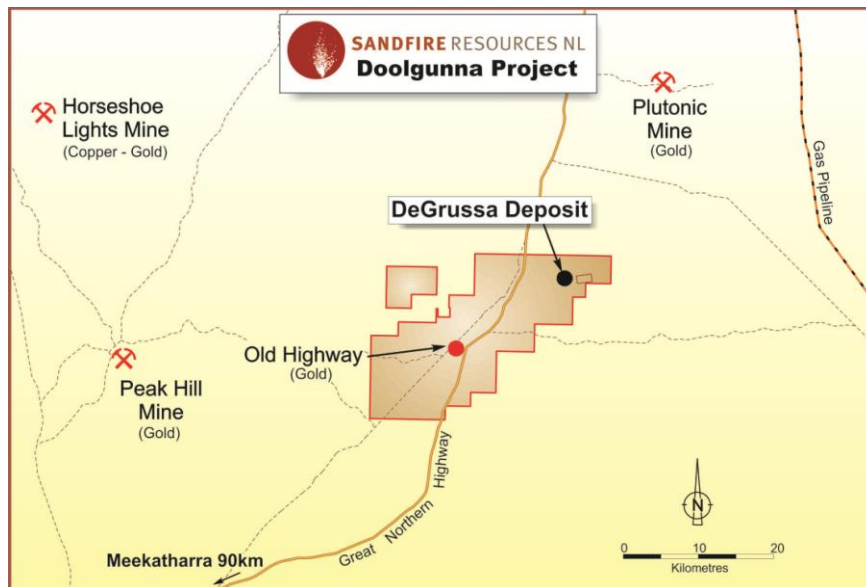 SANDFIRE RESOURCES NL
Doolgunna Project
Horseshoe
Lights Mine
(Copper - Gold)
Plutonic
Mine
(Gold)
Gas Pipeline
DeGrussa Deposit
Old Highway
(Gold)
Peak Hill
Mine
(Gold)
Great Northern Highway
Meekatharra 90km
N
0 10 20
Kilometres